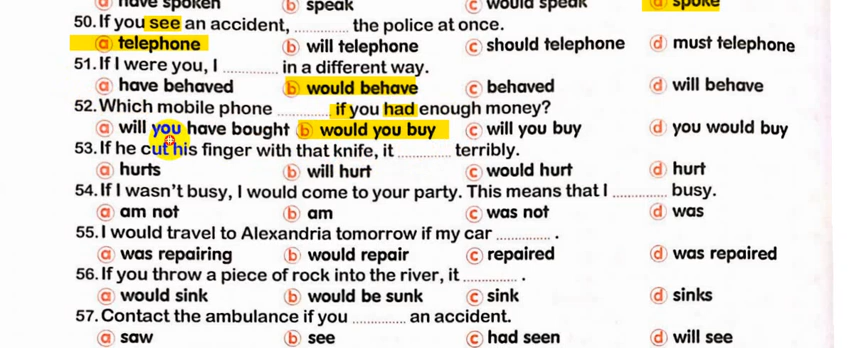 ⓐ have spoken ⓑ speak ⓒ would speak ⓓ spoke
50. If you see an accident, ............ the police at once.
ⓐ telephone ⓑ will telephone ⓒ should telephone ⓓ must telephone
51. If I were you, I ............ in a different way.
ⓐ have behaved ⓑ would behave ⓒ behaved ⓓ will behave
52. Which mobile phone ............ if you had enough money?
ⓐ will you have bought ⓑ would you buy ⓒ will you buy ⓓ you would buy
53. If he cut his finger with that knife, it ............ terribly.
ⓐ hurts ⓑ will hurt ⓒ would hurt ⓓ hurt
54. If I wasn't busy, I would come to your party. This means that I ............ busy.
ⓐ am not ⓑ am ⓒ was not ⓓ was
55. I would travel to Alexandria tomorrow if my car ............ .
ⓐ was repairing ⓑ would repair ⓒ repaired ⓓ was repaired
56. If you throw a piece of rock into the river, it ............ .
ⓐ would sink ⓑ would be sunk ⓒ sink ⓓ sinks
57. Contact the ambulance if you ............ an accident.
ⓐ saw ⓑ see ⓒ had seen ⓓ will see